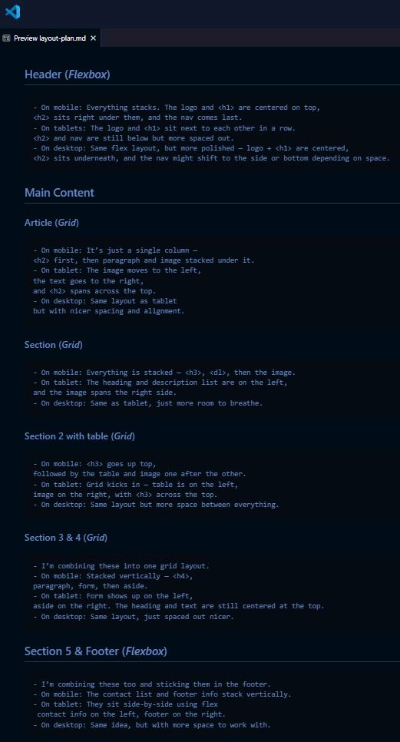 Preview layout-plan.md ×
Header (Flexbox)
- On mobile: Everything stacks. The logo and <h1> are centered on top,
<h2> sits right under them, and the nav comes last.
- On tablets: The logo and <h1> sit next to each other in a row.
<h2> and nav are still below but more spaced out.
- On desktop: Same flex layout, but more polished — logo + <h1> are centered,
<h2> sits underneath, and the nav might shift to the side or bottom depending on space.
Main Content
Article (Grid)
- On mobile: It's just a single column —
<h2> first, then paragraph and image stacked under it.
- On tablet: The image moves to the left,
the text goes to the right,
and <h2> spans across the top.
- On desktop: Same layout as tablet
but with nicer spacing and alignment.
Section (Grid)
- On mobile: Everything is stacked — <h3>, <dl>, then the image.
- On tablet: The heading and description list are on the left,
and the image spans the right side.
- On desktop: Same as tablet, just more room to breathe.
Section 2 with table (Grid)
- On mobile: <h3> goes up top,
followed by the table and image one after the other.
- On tablet: Grid kicks in — table is on the left,
image on the right, with <h3> across the top.
- On desktop: Same layout but more space between everything.
Section 3 & 4 (Grid)
- I'm combining these into one grid layout.
- On mobile: Stacked vertically — <h4>,
paragraph, form, then aside.
- On tablet: Form shows up on the left,
aside on the right. The heading and text are still centered at the top.
- On desktop: Same layout, just spaced out nicer.
Section 5 & Footer (Flexbox)
- I'm combining these too and sticking them in the footer.
- On mobile: The contact list and footer info stack vertically.
- On tablet: They sit side-by-side using flex
contact info on the left, footer on the right.
- On desktop: Same idea, but with more space to work with.